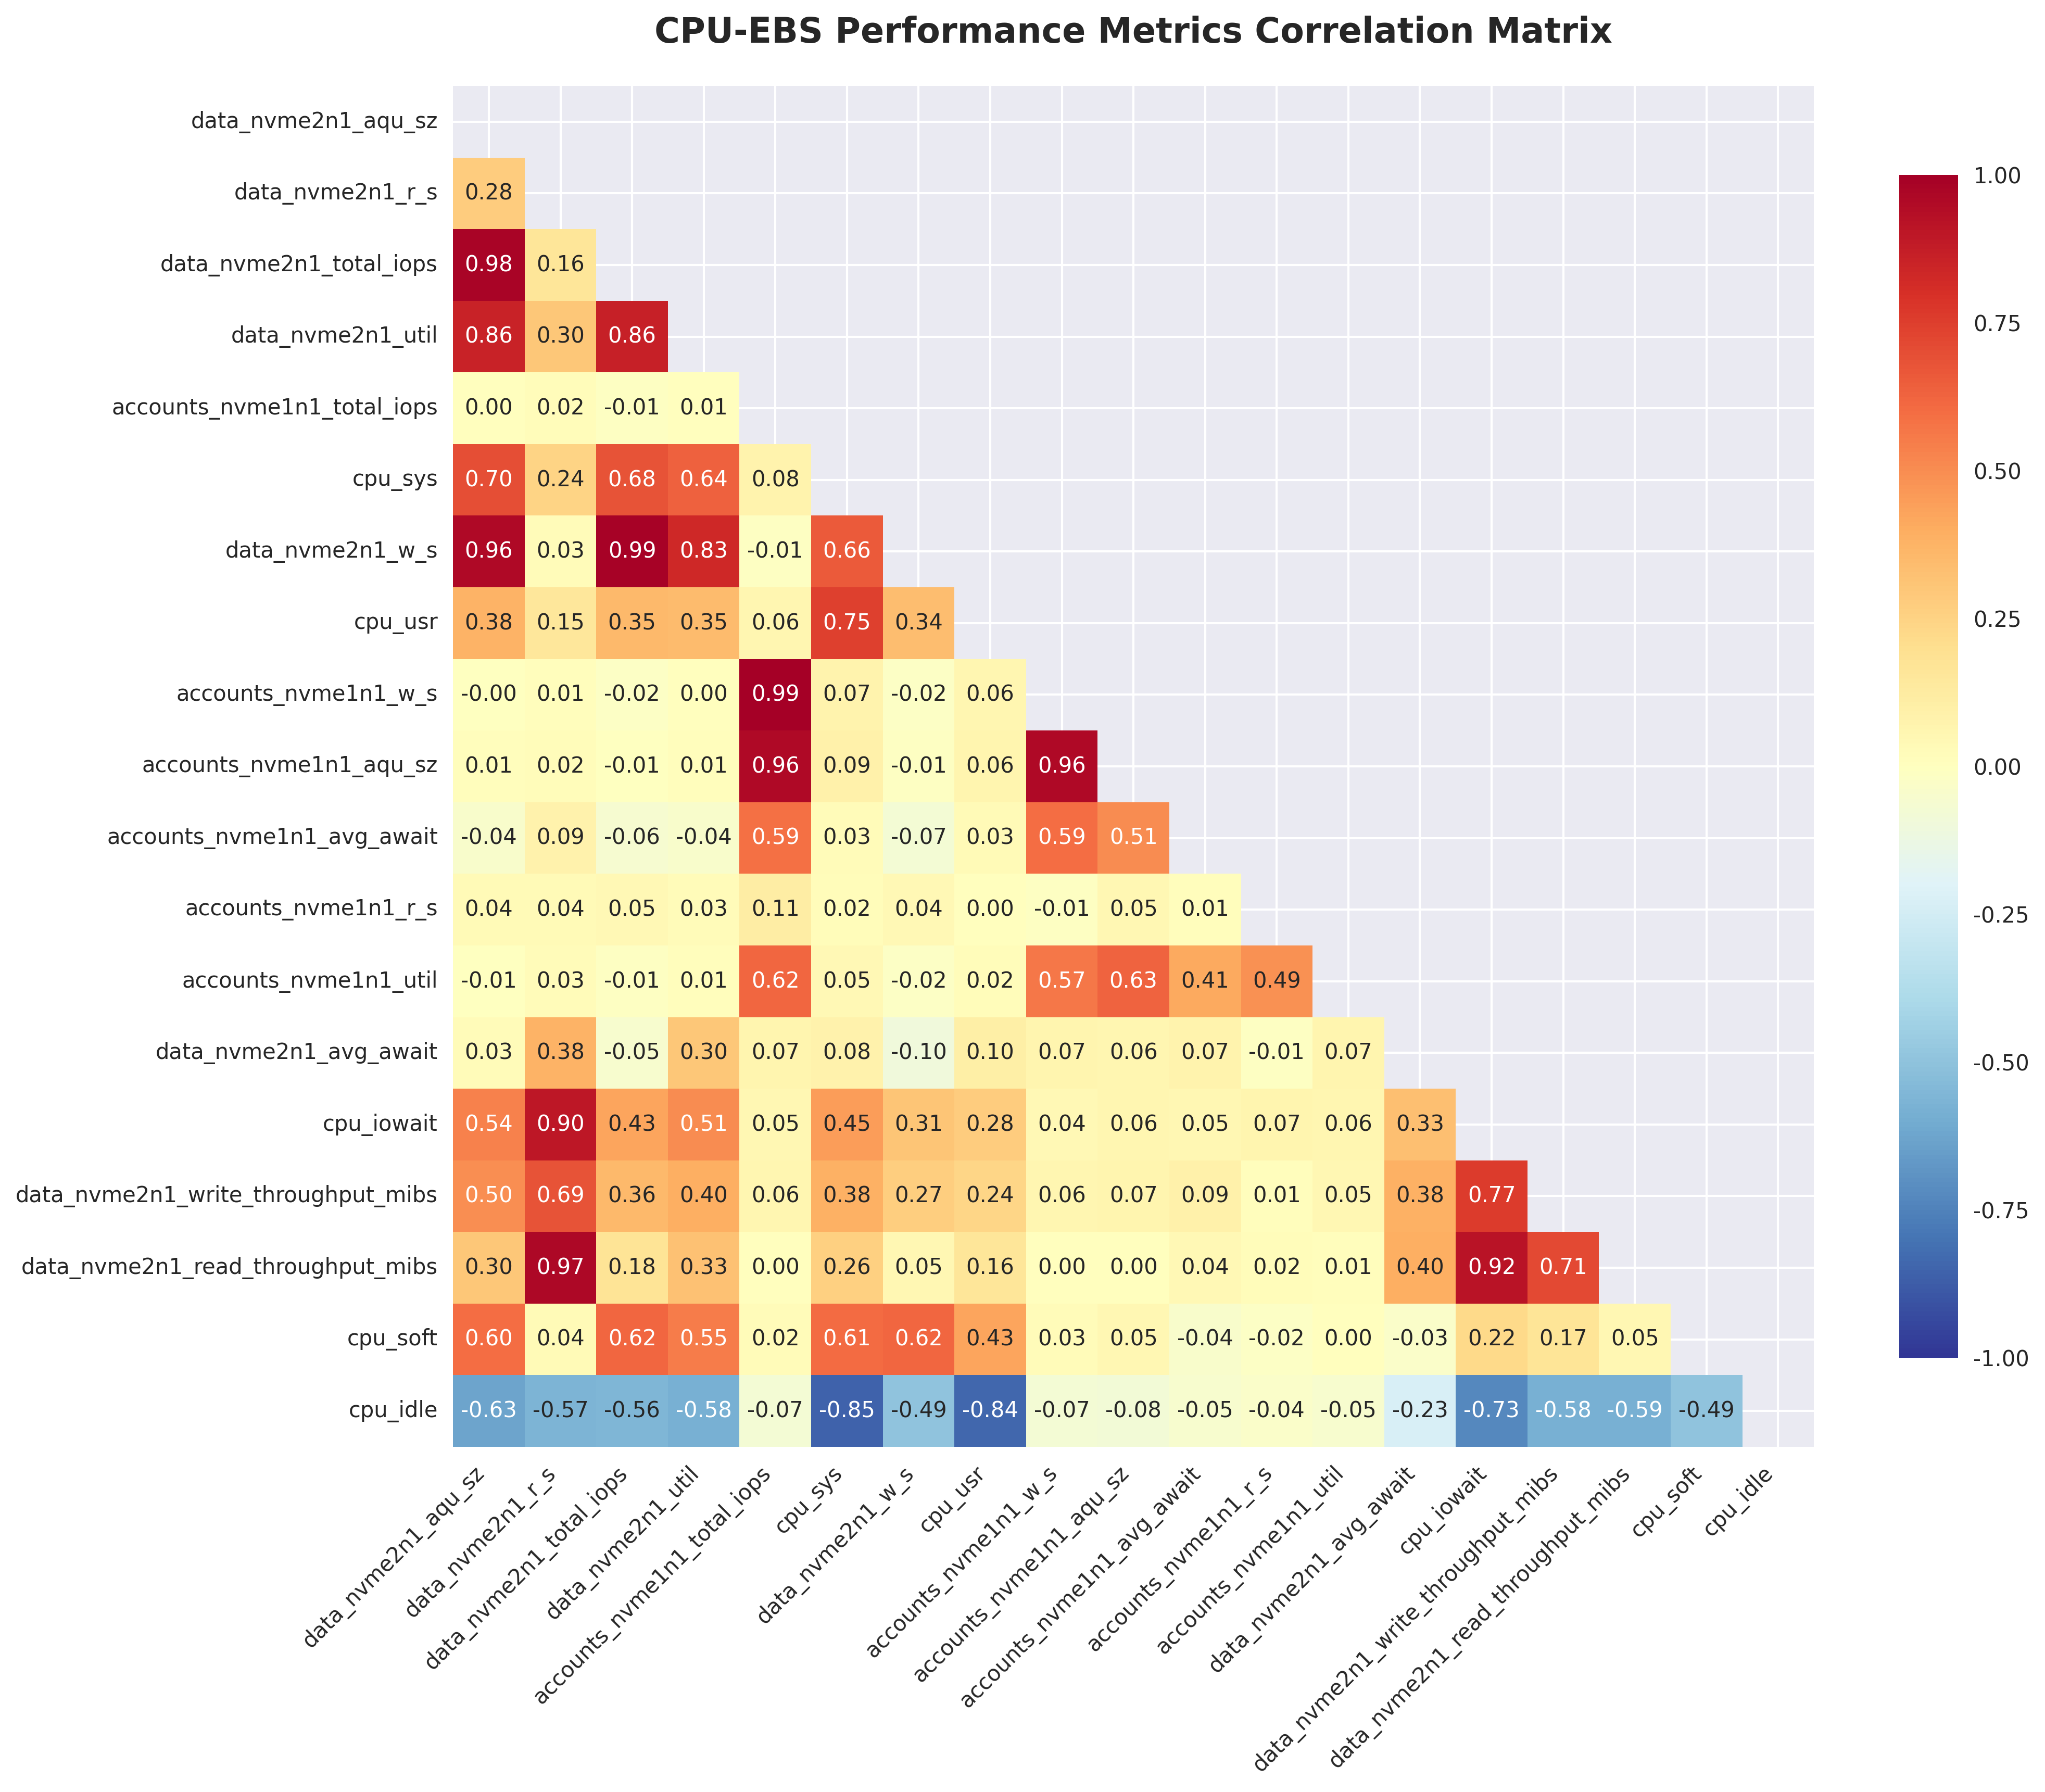 CPU-EBS Performance Metrics Correlation Matrix
data_nvme2n1_aqu_sz
data_nvme2n1_r_s 0.28
data_nvme2n1_total_iops 0.98 0.16
data_nvme2n1_util 0.86 0.30 0.86
accounts_nvme1n1_total_iops 0.00 0.02 -0.01 0.01
cpu_sys 0.70 0.24 0.68 0.64 0.08
data_nvme2n1_w_s 0.96 0.03 0.99 0.83 -0.01 0.66
cpu_usr 0.38 0.15 0.35 0.35 0.06 0.75 0.34
accounts_nvme1n1_w_s -0.00 0.01 -0.02 0.00 0.99 0.07 -0.02 0.06
accounts_nvme1n1_aqu_sz 0.01 0.02 -0.01 0.01 0.96 0.09 -0.01 0.06 0.96
accounts_nvme1n1_avg_await -0.04 0.09 -0.06 -0.04 0.59 0.03 -0.07 0.03 0.59 0.51
accounts_nvme1n1_r_s 0.04 0.04 0.05 0.03 0.11 0.02 0.04 0.00 -0.01 0.05 0.01
accounts_nvme1n1_util -0.01 0.03 -0.01 0.01 0.62 0.05 -0.02 0.02 0.57 0.63 0.41 0.49
data_nvme2n1_avg_await 0.03 0.38 -0.05 0.30 0.07 0.08 -0.10 0.10 0.07 0.06 0.07 -0.01 0.07
cpu_iowait 0.54 0.90 0.43 0.51 0.05 0.45 0.31 0.28 0.04 0.06 0.05 0.07 0.06 0.33
data_nvme2n1_write_throughput_mibs 0.50 0.69 0.36 0.40 0.06 0.38 0.27 0.24 0.06 0.07 0.09 0.01 0.05 0.38 0.77
data_nvme2n1_read_throughput_mibs 0.30 0.97 0.18 0.33 0.00 0.26 0.05 0.16 0.00 0.00 0.04 0.02 0.01 0.40 0.92 0.71
cpu_soft 0.60 0.04 0.62 0.55 0.02 0.61 0.62 0.43 0.03 0.05 -0.04 -0.02 0.00 -0.03 0.22 0.17 0.05
cpu_idle -0.63 -0.57 -0.56 -0.58 -0.07 -0.85 -0.49 -0.84 -0.07 -0.08 -0.05 -0.04 -0.05 -0.23 -0.73 -0.58 -0.59 -0.49
data_nvme2n1_aqu_sz
data_nvme2n1_r_s
data_nvme2n1_total_iops
data_nvme2n1_util
accounts_nvme1n1_total_iops
cpu_sys
data_nvme2n1_w_s
cpu_usr
accounts_nvme1n1_w_s
accounts_nvme1n1_aqu_sz
accounts_nvme1n1_avg_await
accounts_nvme1n1_r_s
accounts_nvme1n1_util
data_nvme2n1_avg_await
cpu_iowait
data_nvme2n1_write_throughput_mibs
data_nvme2n1_read_throughput_mibs
cpu_soft
cpu_idle
1.00
0.75
0.50
0.25
0.00
-0.25
-0.50
-0.75
-1.00